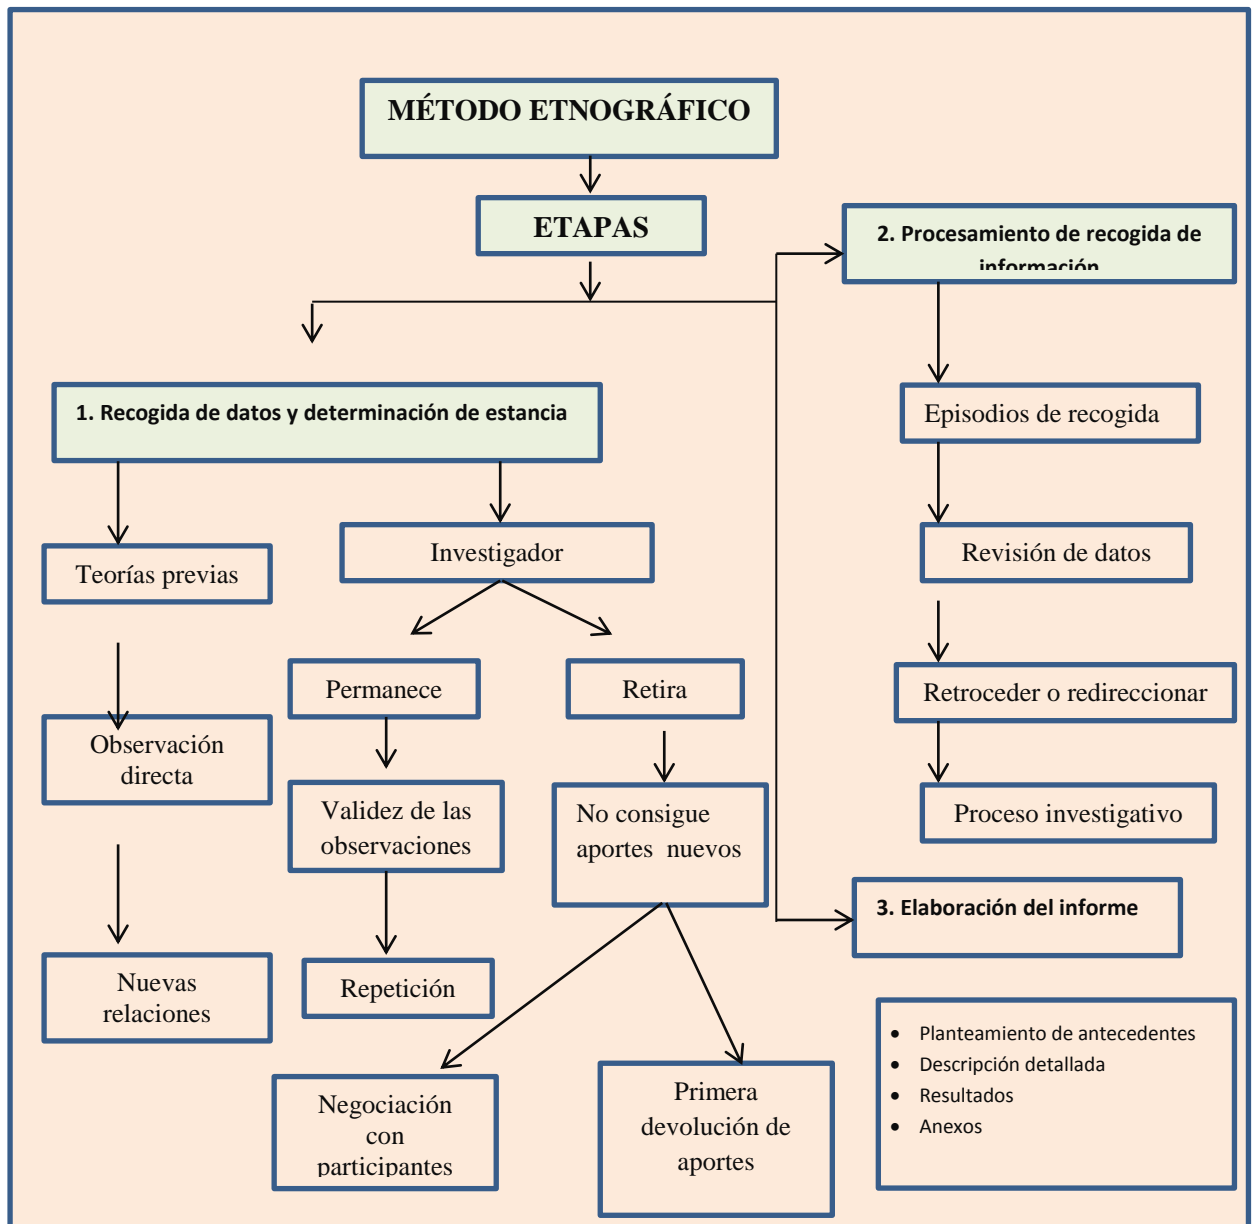 MÉTODO ETNOGRÁFICO
ETAPAS
1. Recogida de datos y determinación de estancia
Teorías previas
Observación
directa
Nuevas
relaciones
Investigador
Permanece
Validez de las
observaciones
Repetición
Retira
No consigue
aportes nuevos
Negociación
con
participantes
Primera
devolución de
aportes
2. Procesamiento de recogida de
información
Episodios de recogida
Revisión de datos
Retroceder o redireccionar
Proceso investigativo
3. Elaboración del informe
• Planteamiento de antecedentes
• Descripción detallada
• Resultados
• Anexos